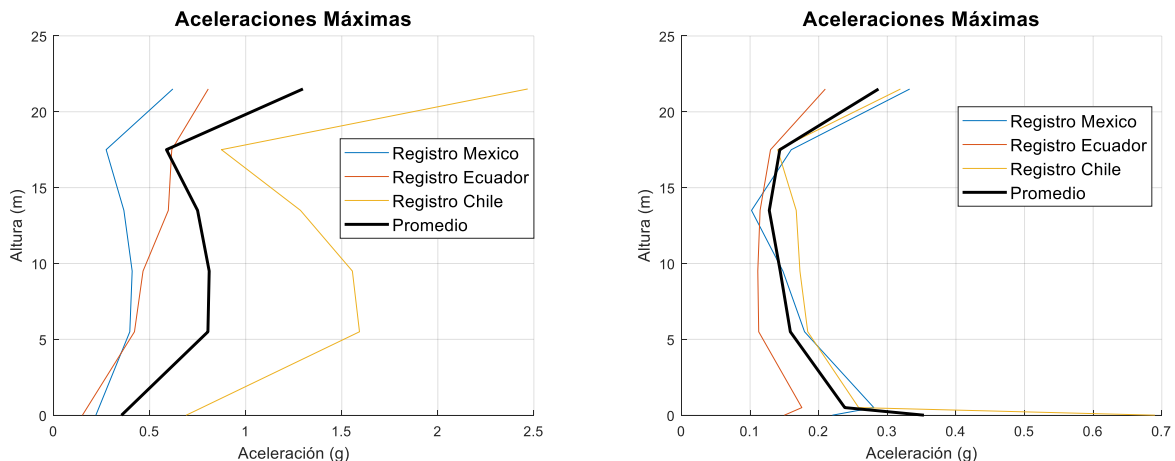 Aceleraciones Máximas
25
20
15
10
5
0
Altura (m)
0 0.5 1 1.5 2 2.5
Aceleración (g)
Registro Mexico
Registro Ecuador
Registro Chile
Promedio
Aceleraciones Máximas
25
20
15
10
5
0
Altura (m)
0 0.1 0.2 0.3 0.4 0.5 0.6 0.7
Aceleración (g)
Registro Mexico
Registro Ecuador
Registro Chile
Promedio